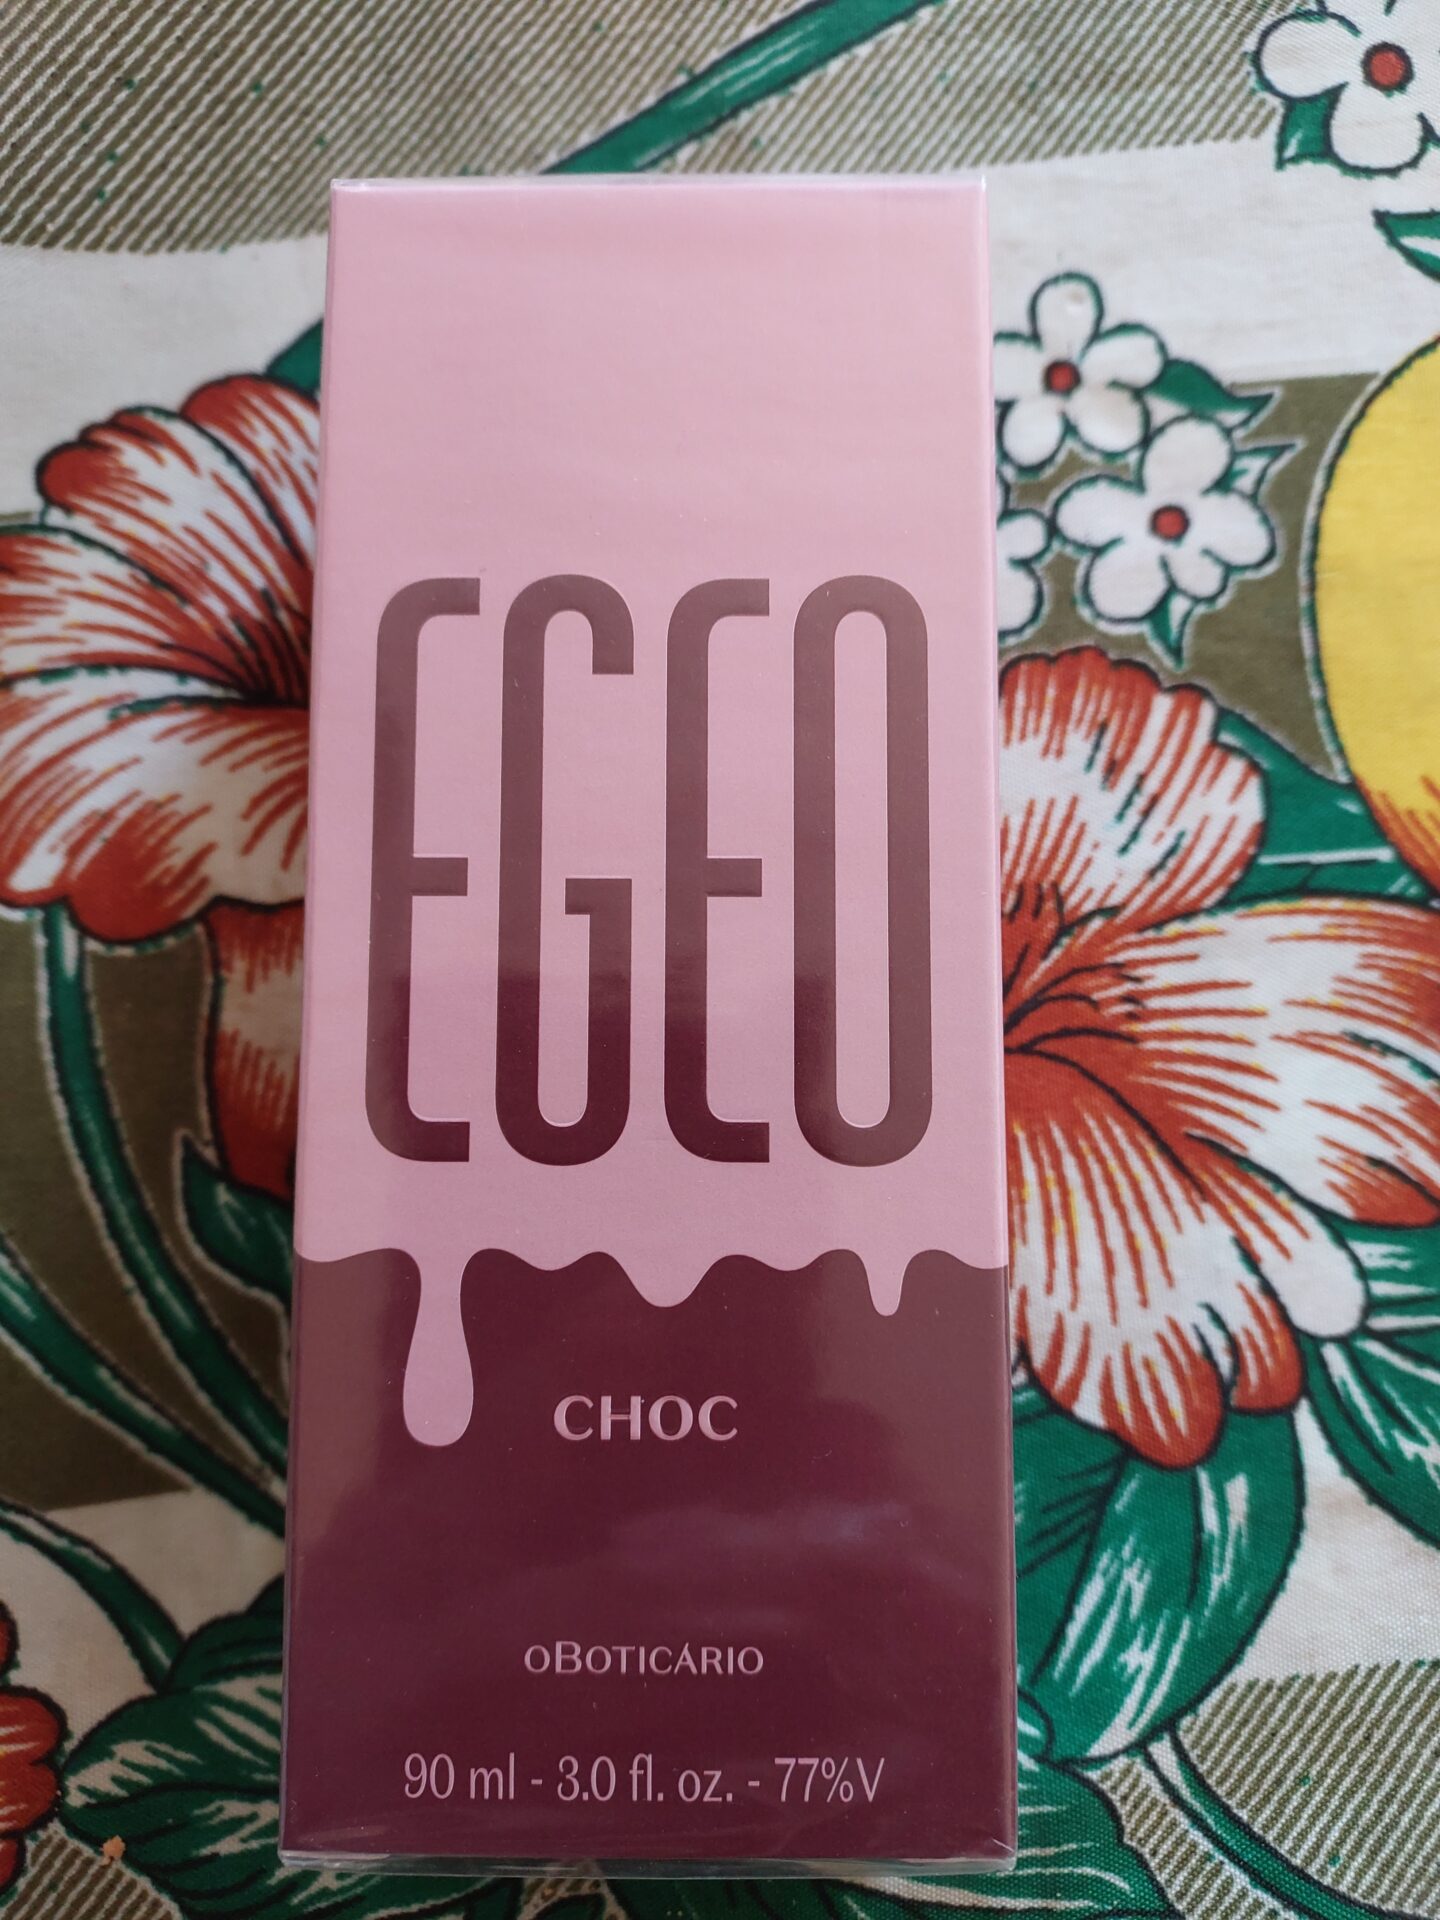 EGEO
CHOC
oBoticário
90 ml - 3.0 fl. oz. - 77%V